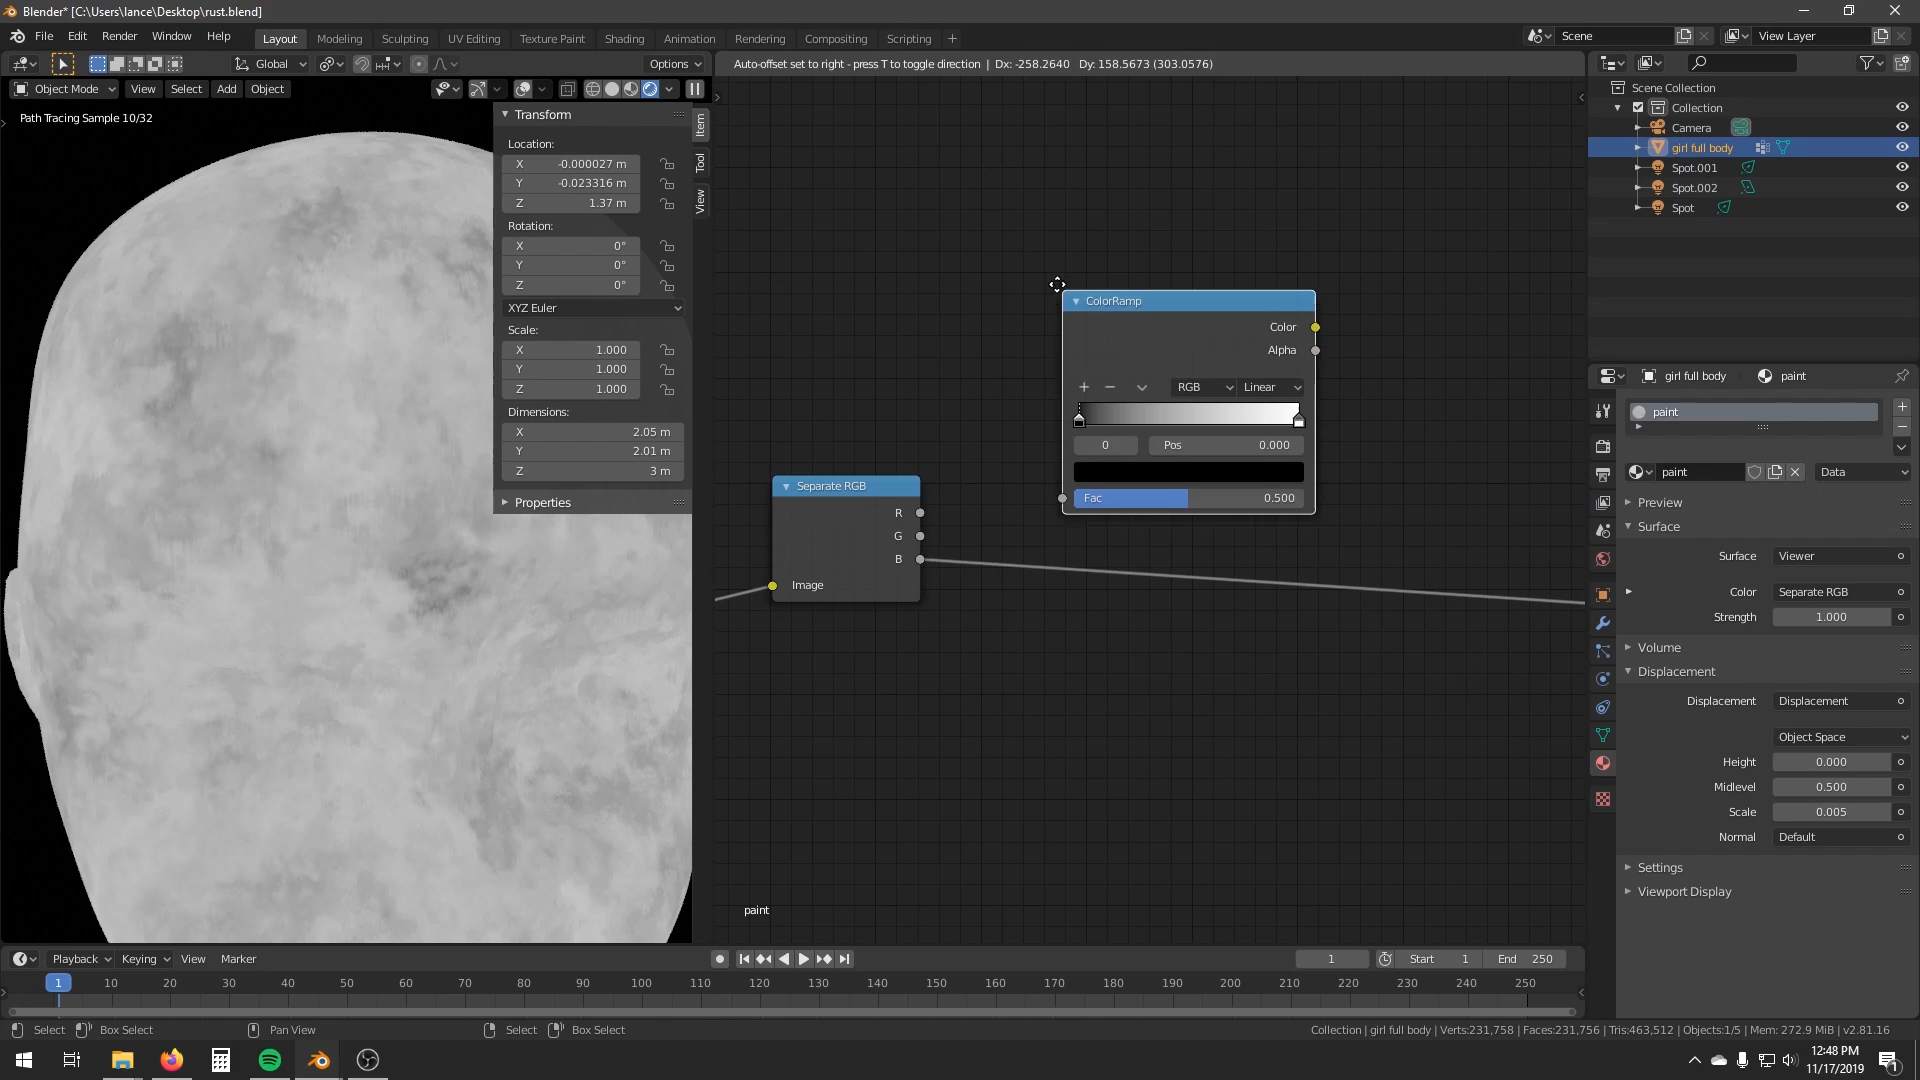 Blender* [C:\Users\lance\Desktop\rust.blend]
File Edit Render Window Help
Layout Modeling Sculpting UV Editing Texture Paint Shading Animation Rendering Compositing Scripting
Scene
View Layer
Global
Options
Auto-offset set to right - press T to toggle direction | Dx: -258.2640 Dy: 158.5673 (303.0576)
Object Mode View Select Add Object
Path Tracing Sample 10/32
Transform
Location:
X -0.000027 m
Y -0.023316 m
Z 1.37 m
Rotation:
X 0°
Y 0°
Z 0°
XYZ Euler
Scale:
X 1.000
Y 1.000
Z 1.000
Dimensions:
X 2.05 m
Y 2.01 m
Z 3 m
Properties
Item
Tool
View
ColorRamp
Color
Alpha
RGB Linear
0 Pos 0.000
Fac 0.500
Separate RGB
R
G
B
Image
paint
Scene Collection
Collection
Camera
girl full body
Spot.001
Spot.002
Spot
girl full body paint
paint
paint Data
Preview
Surface
Surface Viewer
Color Separate RGB
Strength 1.000
Volume
Displacement
Displacement Displacement
Object Space
Height 0.000
Midlevel 0.500
Scale 0.005
Normal Default
Settings
Viewport Display
Playback Keying View Marker
1 Start 1 End 250
1 10 20 30 40 50 60 70 80 90 100 110 120 130 140 150 160 170 180 190 200 210 220 230 240 250
Select Box Select Pan View Select Box Select
Collection | girl full body | Verts:231,758 | Faces:231,756 | Tris:463,512 | Objects:1/5 | Mem: 272.9 MiB | v2.81.16
12:48 PM
11/17/2019
1